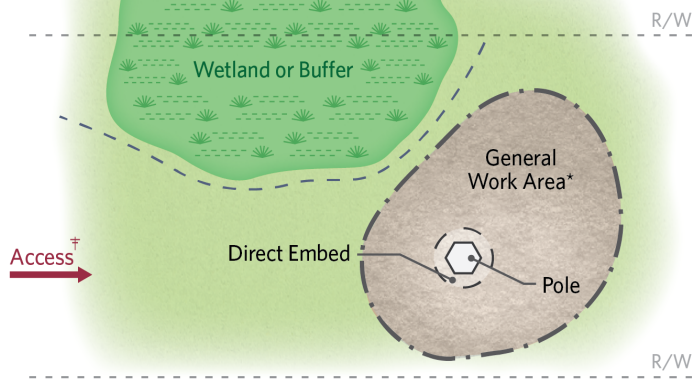 R/W
Wetland or Buffer
General
Work Area*
Direct Embed
Access‡
Pole
R/W